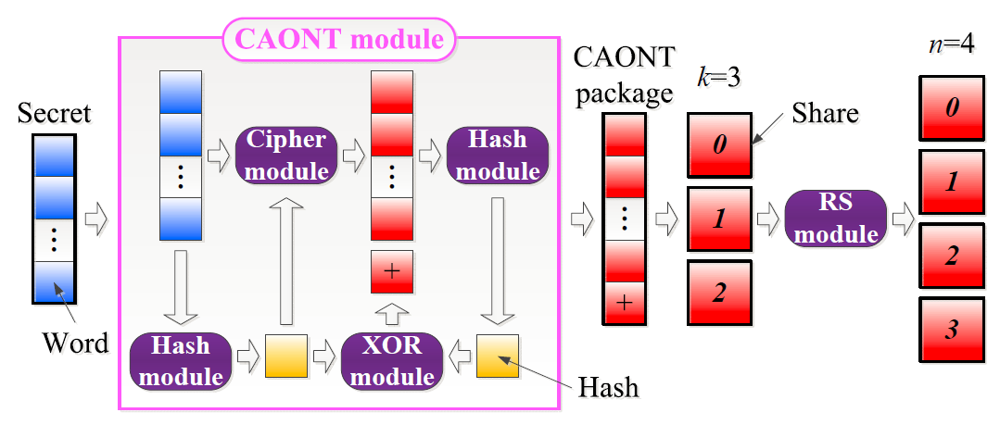 CAONT module
Secret
Word
Cipher
module
Hash
module
Hash
module
XOR
module
+
Hash
CAONT
package
+
k=3
0
1
2
Share
RS
module
n=4
0
1
2
3